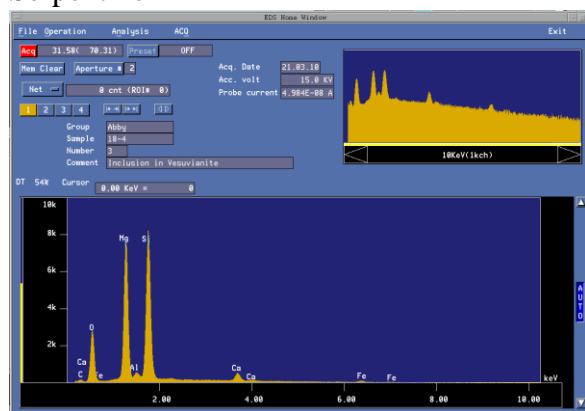 EDS Home Window
File Operation Analysis ACQ Exit
Acq 31.58( 70.31) Preset OFF
Mem Clear Aperture # 2
Net 0 cnt (ROI# 0)
1 2 3 4
Acq. Date 21.03.10
Acc. volt 15.0 KV
Probe current 4.984E-08 A
Group Abby
Sample 18-4
Number 3
Comment Inclusion in Vesuvianite
10KeV(1kch)
DT 54% Cursor 0.00 KeV = 0
10k
8k
6k
4k
2k
Mg Si
O
Ca
C Fe
Al
Ca
Ca
Fe Fe
keV
2.00 4.00 6.00 8.00 10.00
AUTO